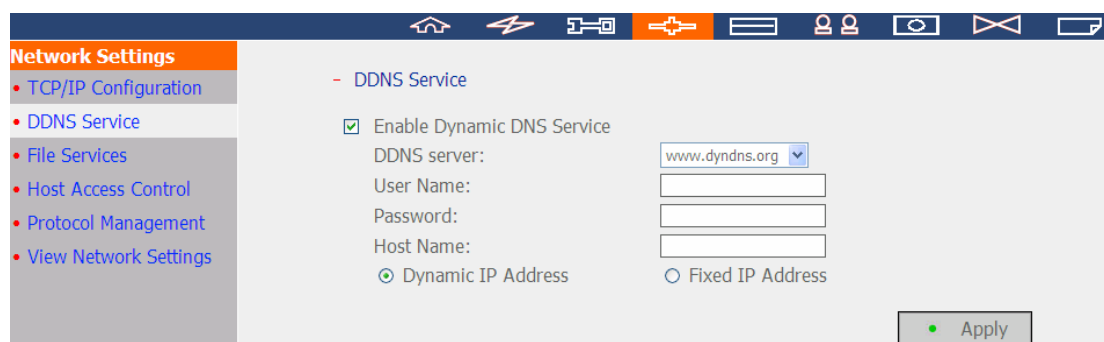 Network Settings
• TCP/IP Configuration
• DDNS Service
• File Services
• Host Access Control
• Protocol Management
• View Network Settings
– DDNS Service
Enable Dynamic DNS Service
DDNS server: www.dyndns.org
User Name:
Password:
Host Name:
Dynamic IP Address Fixed IP Address
• Apply